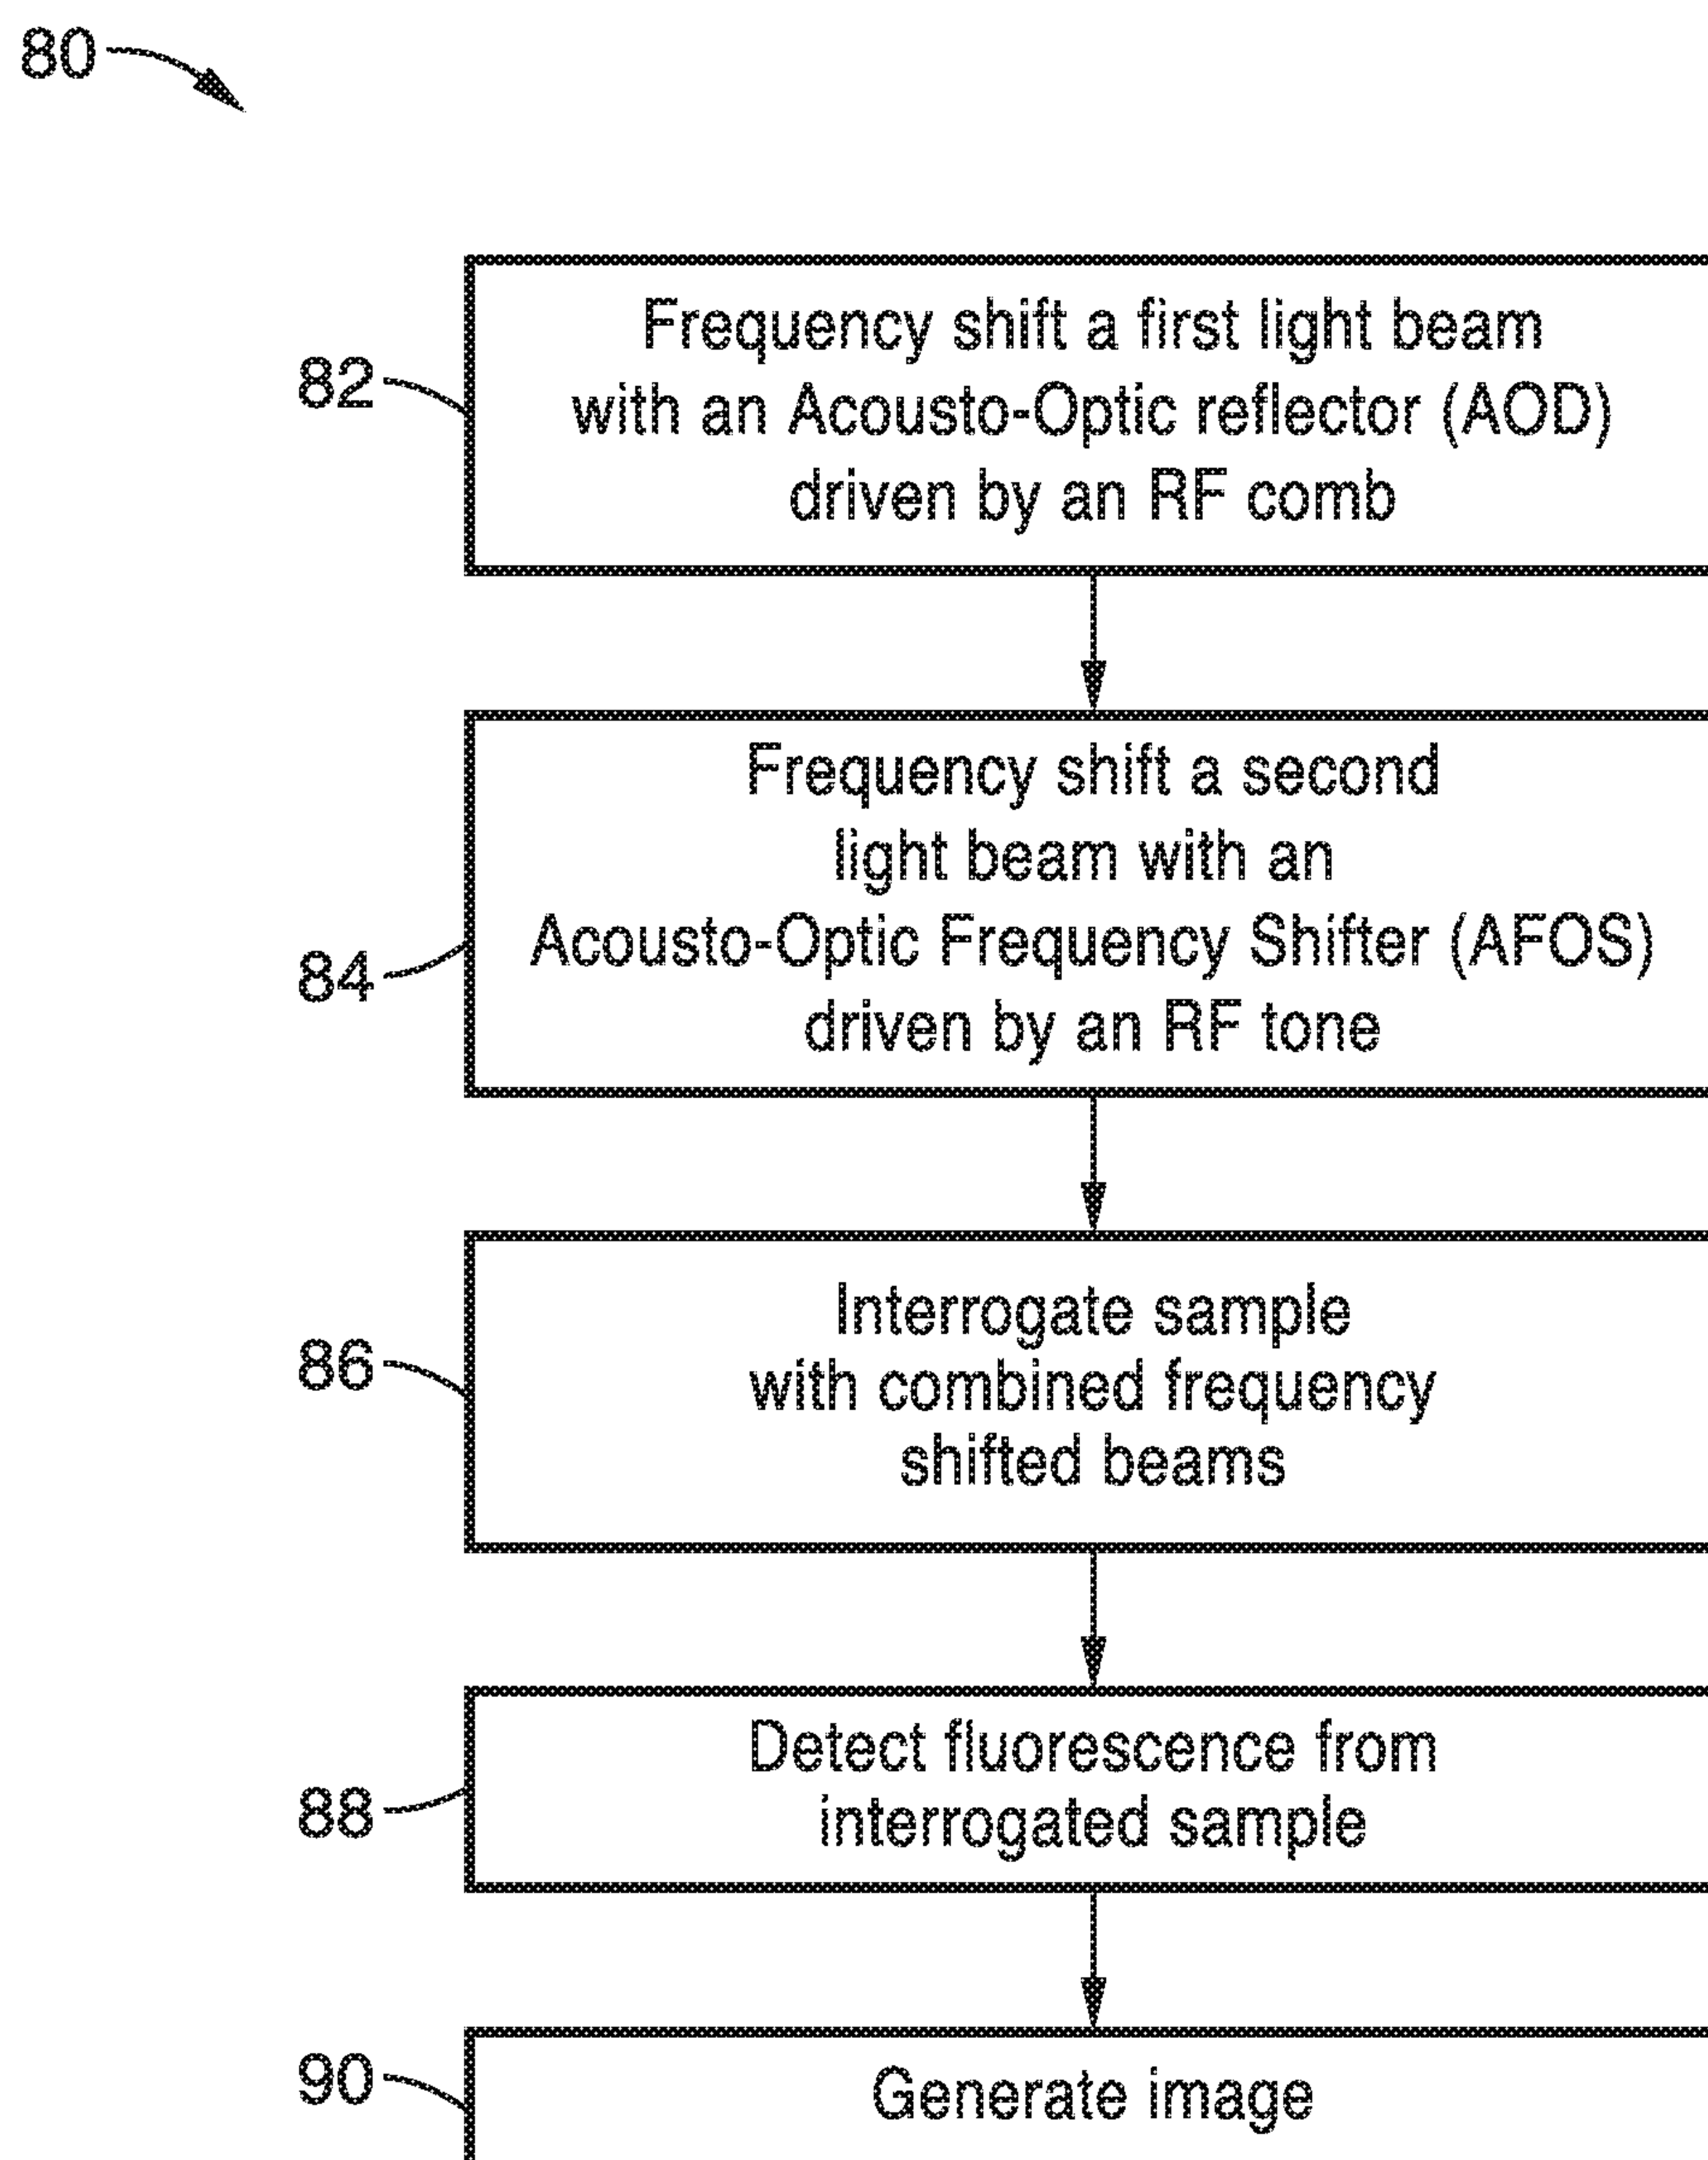 80
82
Frequency shift a first light beam
with an Acousto-Optic reflector (AOD)
driven by an RF comb
84
Frequency shift a second
light beam with an
Acousto-Optic Frequency Shifter (AFOS)
driven by an RF tone
86
Interrogate sample
with combined frequency
shifted beams
88
Detect fluorescence from
interrogated sample
90
Generate image